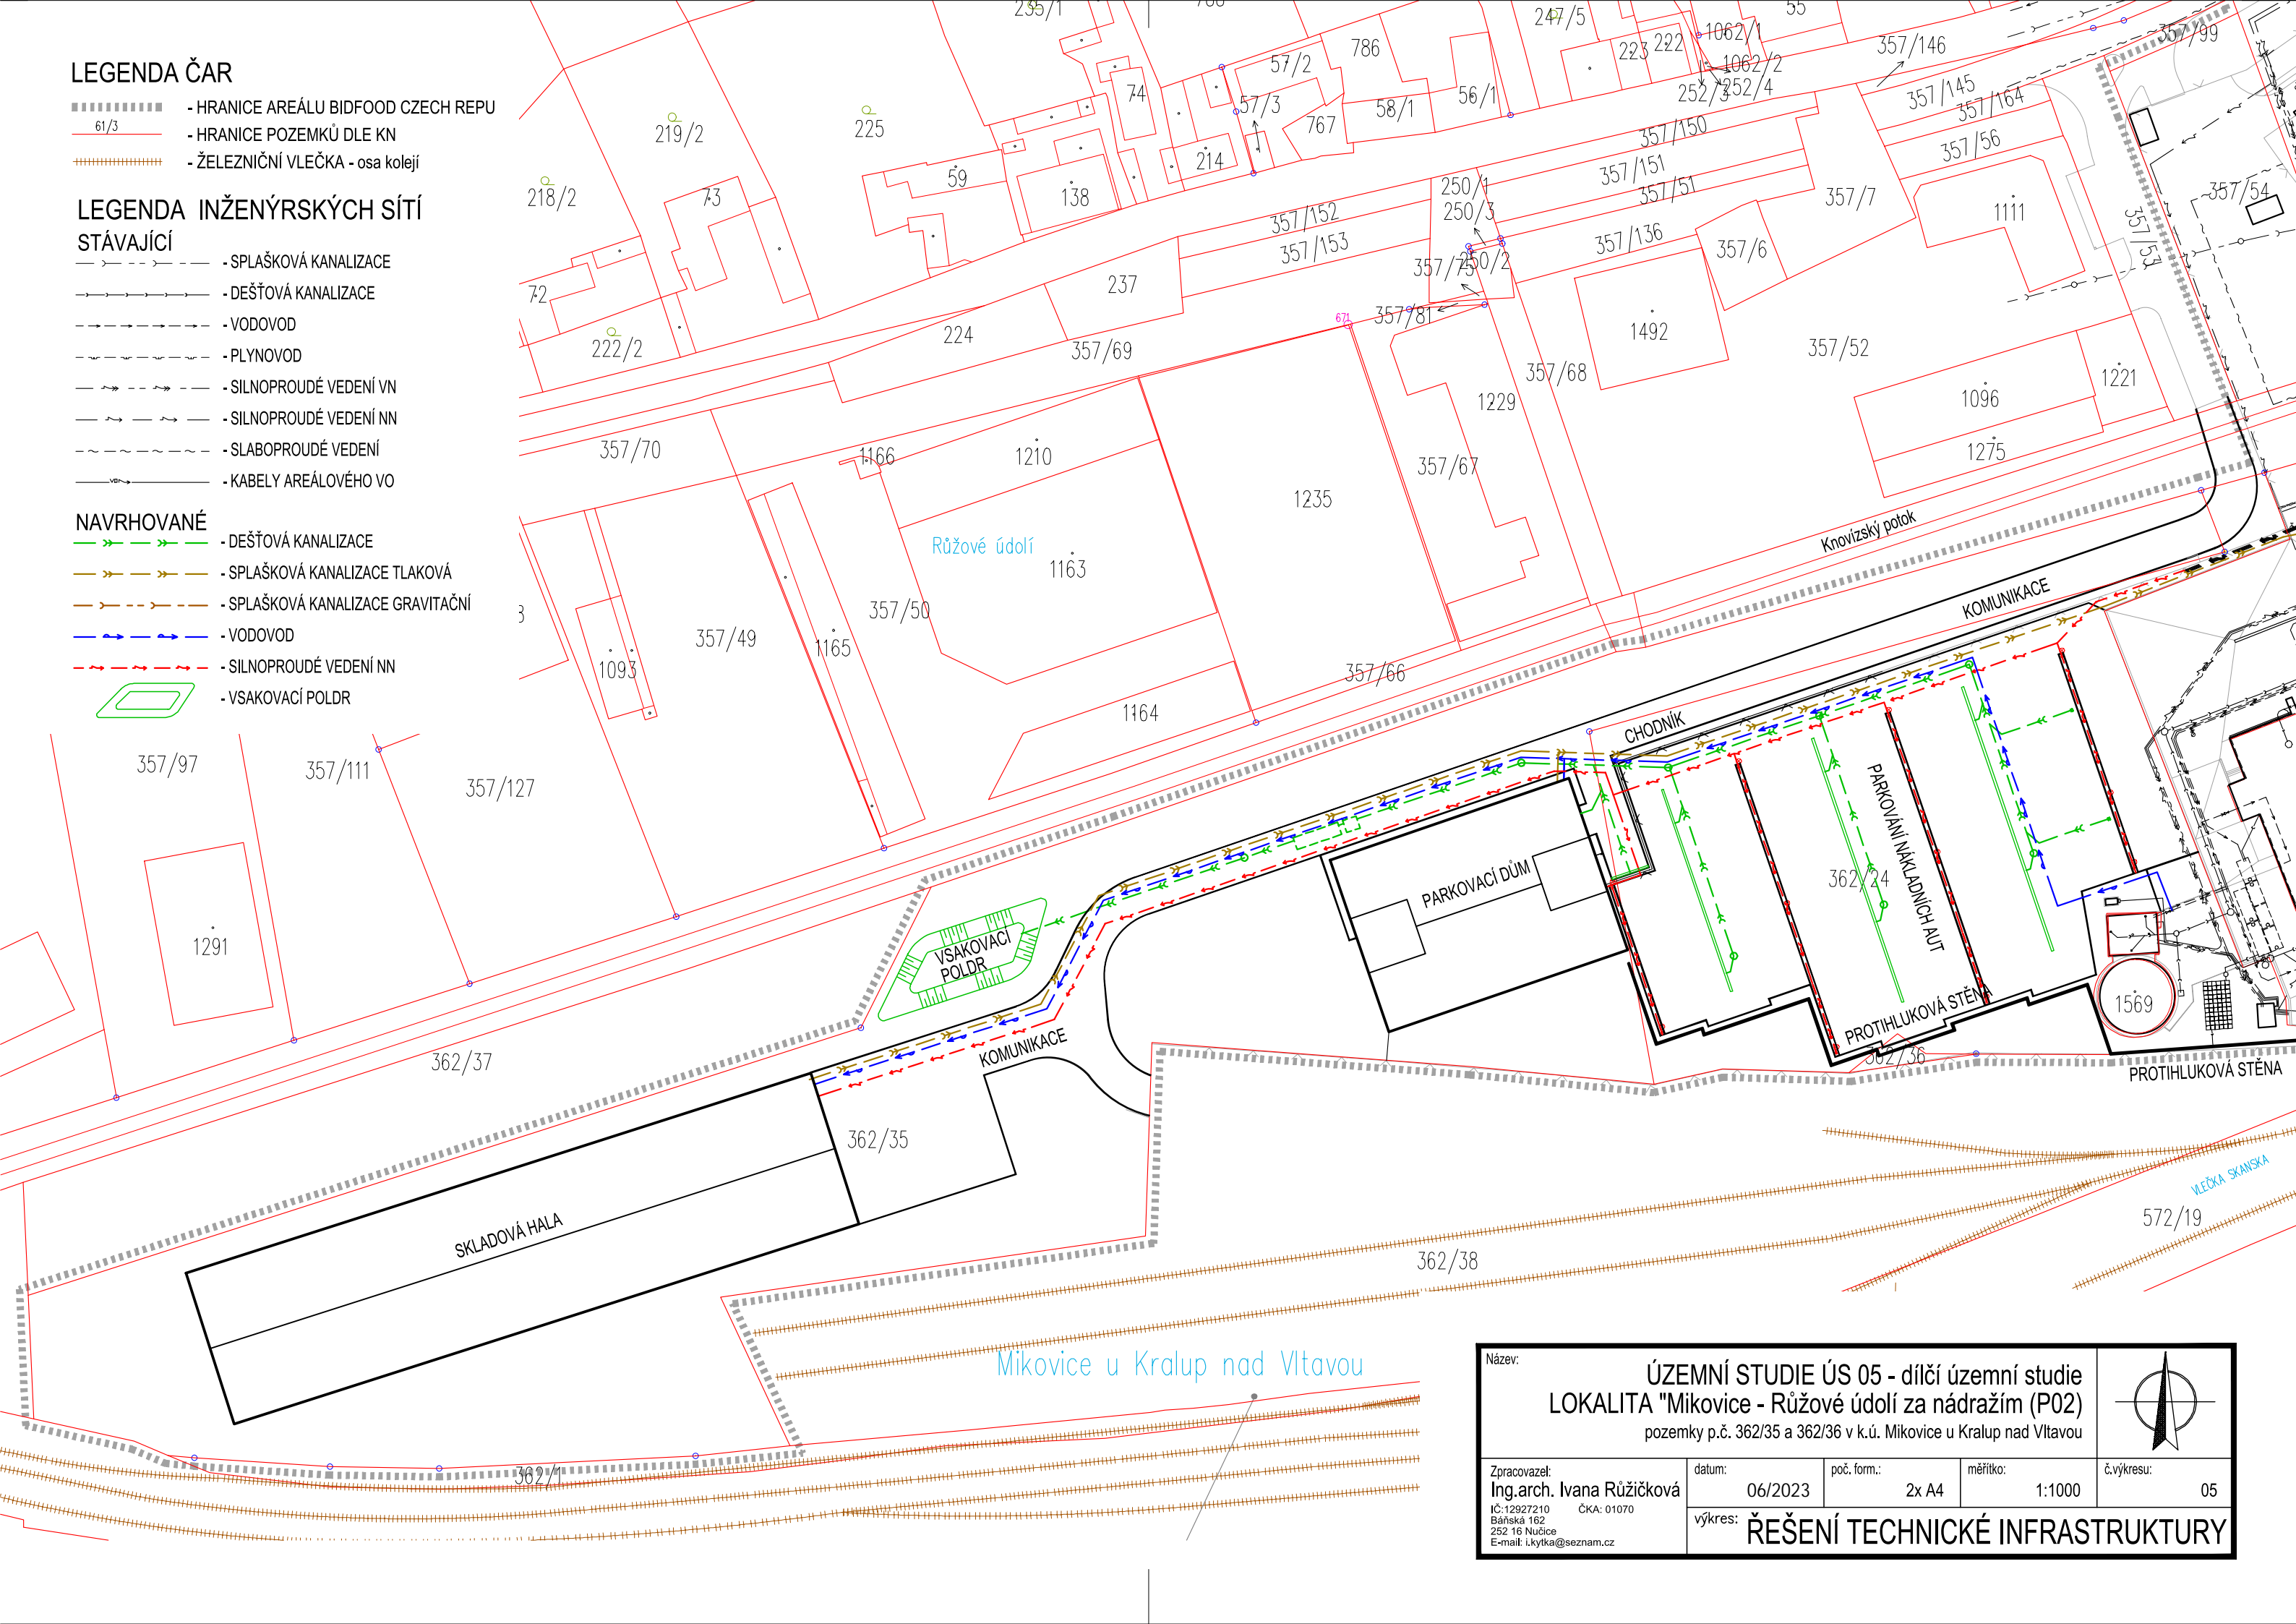 LEGENDA ČAR
- HRANICE AREÁLU BIDFOOD CZECH REPU
61/3
- HRANICE POZEMKŮ DLE KN
- ŽELEZNIČNÍ VLEČKA - osa kolejí
LEGENDA INŽENÝRSKÝCH SÍTÍ
STÁVAJÍCÍ
- SPLAŠKOVÁ KANALIZACE
- DEŠŤOVÁ KANALIZACE
- VODOVOD
- PLYNOVOD
- SILNOPROUDÉ VEDENÍ VN
- SILNOPROUDÉ VEDENÍ NN
- SLABOPROUDÉ VEDENÍ
- KABELY AREÁLOVÉHO VO
NAVRHOVANÉ
- DEŠŤOVÁ KANALIZACE
- SPLAŠKOVÁ KANALIZACE TLAKOVÁ
- SPLAŠKOVÁ KANALIZACE GRAVITAČNÍ
- VODOVOD
- SILNOPROUDÉ VEDENÍ NN
- VSAKOVACÍ POLDR
235/1
247/5
55
786
223
222
1062/1
1062/2
252/3
252/4
357/146
357/99
57/2
57/3
767
58/1
56/1
74
214
219/2
225
59
138
218/2
73
72
222/2
357/145
357/164
357/56
357/150
357/151
357/51
250/1
250/3
250/2
357/152
357/153
357/136
357/6
357/7
1111
357/54
357/53
357/75
357/81
671
237
224
357/69
1492
357/68
357/52
1229
1096
1221
1275
357/70
1166
1210
1235
357/67
Růžové údolí
1163
Knovízský potok
357/50
357/49
1165
1093
357/66
1164
KOMUNIKACE
CHODNÍK
357/97
357/111
357/127
1291
PARKOVACÍ DŮM
PARKOVÁNÍ NÁKLADNÍCH AUT
362/24
VSAKOVACÍ
POLDR
1569
PROTIHLUKOVÁ STĚNA
362/36
PROTIHLUKOVÁ STĚNA
KOMUNIKACE
362/37
362/35
SKLADOVÁ HALA
VLEČKA SKANSKA
572/19
362/38
Mikovice u Kralup nad Vltavou
362/1
Název:
ÚZEMNÍ STUDIE ÚS 05 - dílčí územní studie
LOKALITA "Mikovice - Růžové údolí za nádražím (P02)
pozemky p.č. 362/35 a 362/36 v k.ú. Mikovice u Kralup nad Vltavou
Zpracovazel:
Ing.arch. Ivana Růžičková
IČ:12927210 ČKA: 01070
Báňská 162
252 16 Nučice
E-mail: i.kytka@seznam.cz
datum:
06/2023
poč. form.:
2x A4
měřítko:
1:1000
č.výkresu:
05
výkres: ŘEŠENÍ TECHNICKÉ INFRASTRUKTURY